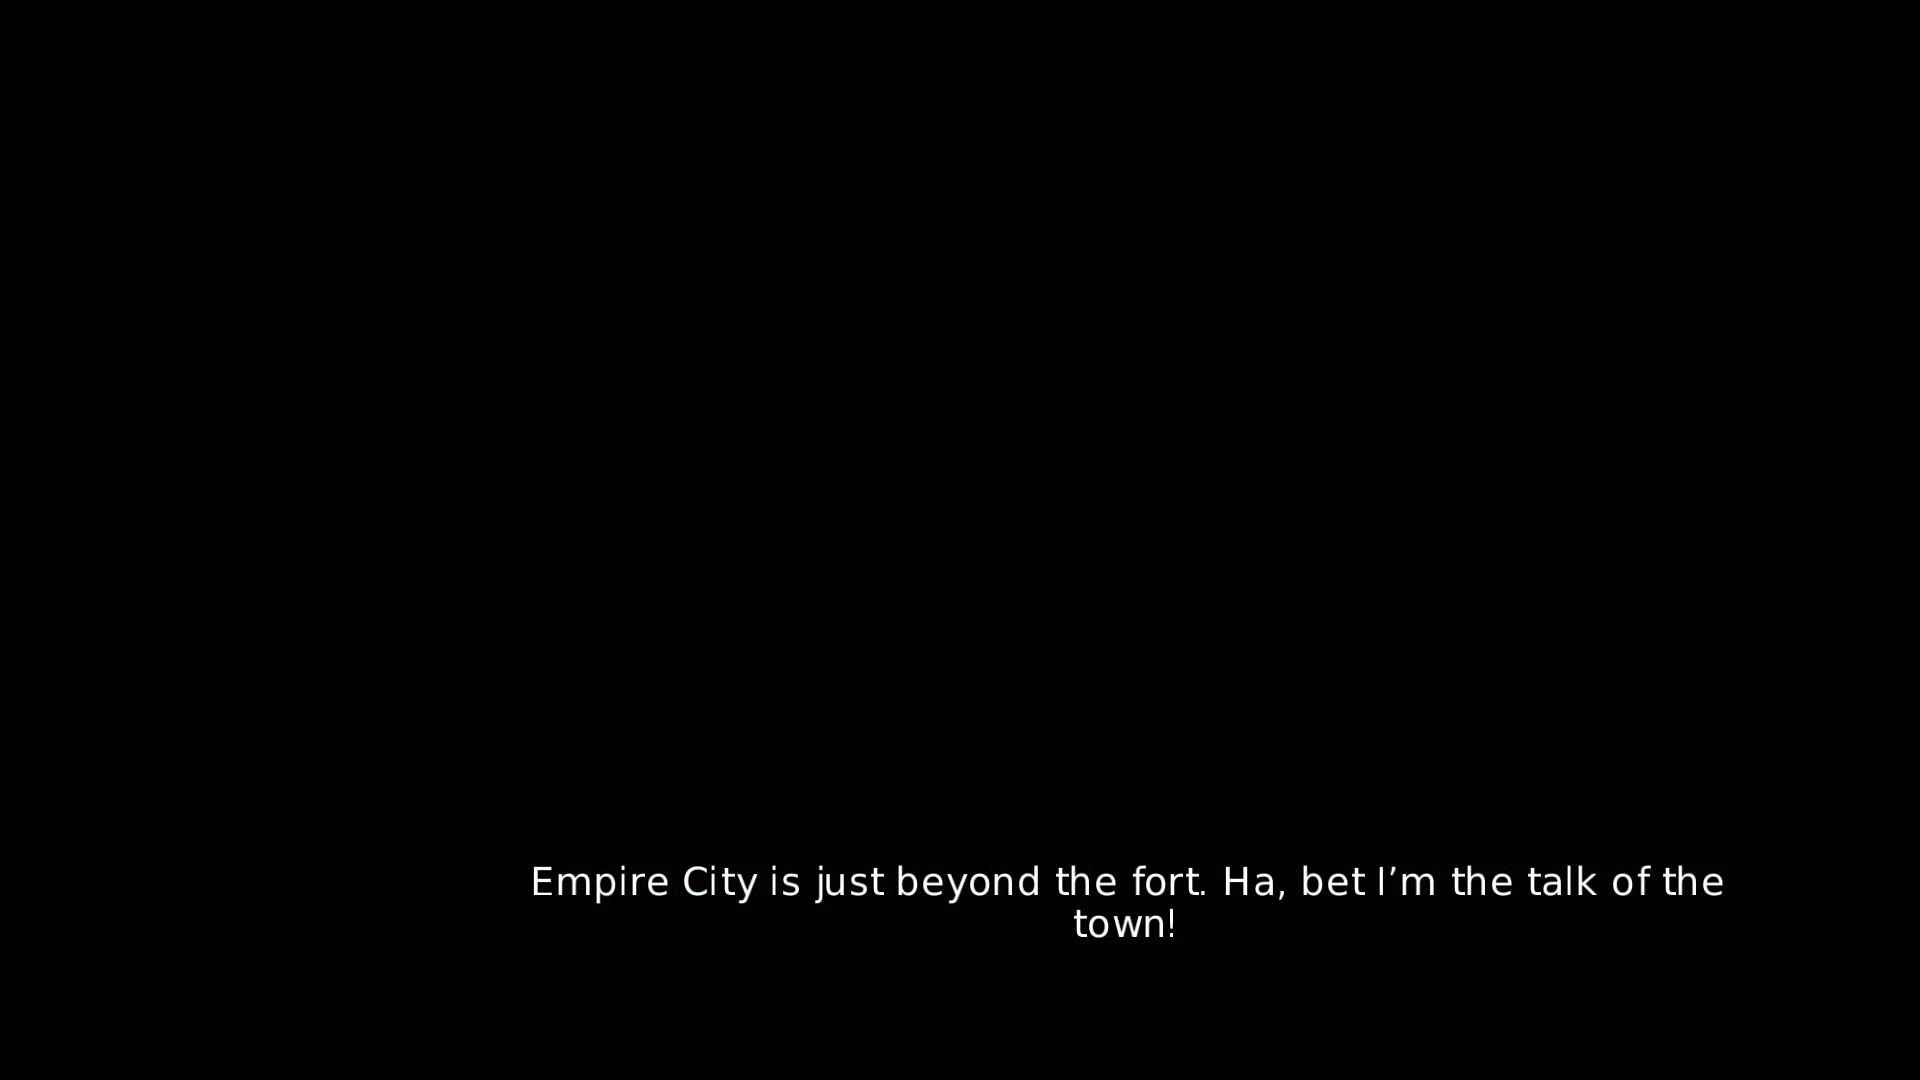 Empire City is just beyond the fort. Ha, bet I’m the talk of the
town!